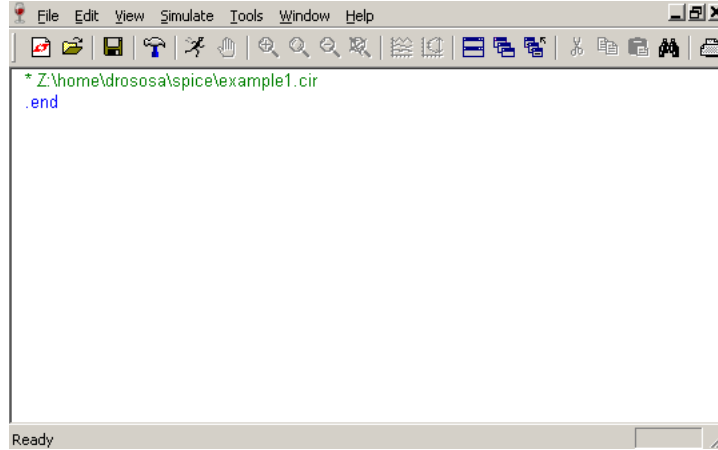 File Edit View Simulate Tools Window Help
* Z:\home\drososa\spice\example1.cir
.end
Ready